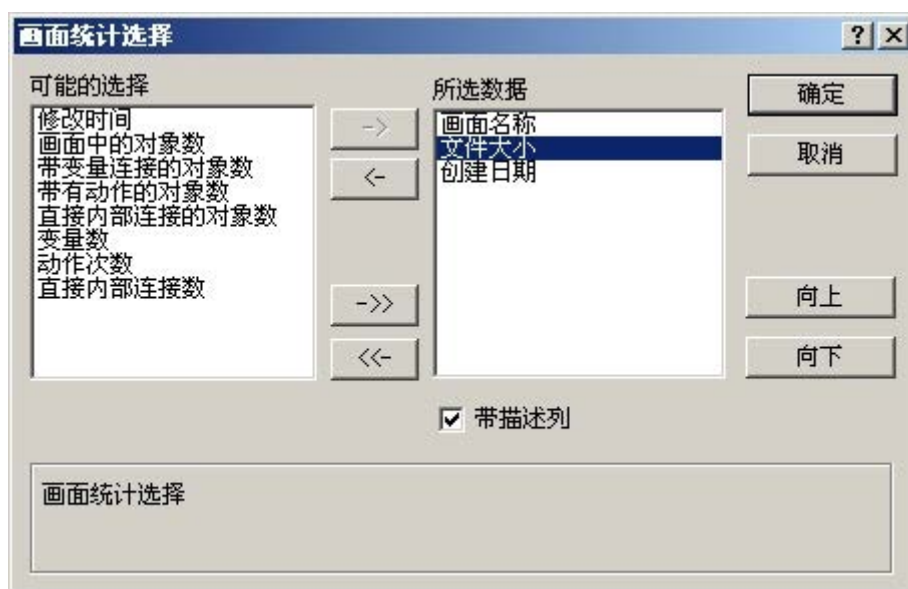 画面统计选择
可能的选择
修改时间
画面中的对象数
带变量连接的对象数
带有动作的对象数
直接内部连接的对象数
变量数
动作次数
直接内部连接数
->
<-
->>
<<-
所选数据
画面名称
文件大小
创建日期
带描述列
确定
取消
向上
向下
画面统计选择